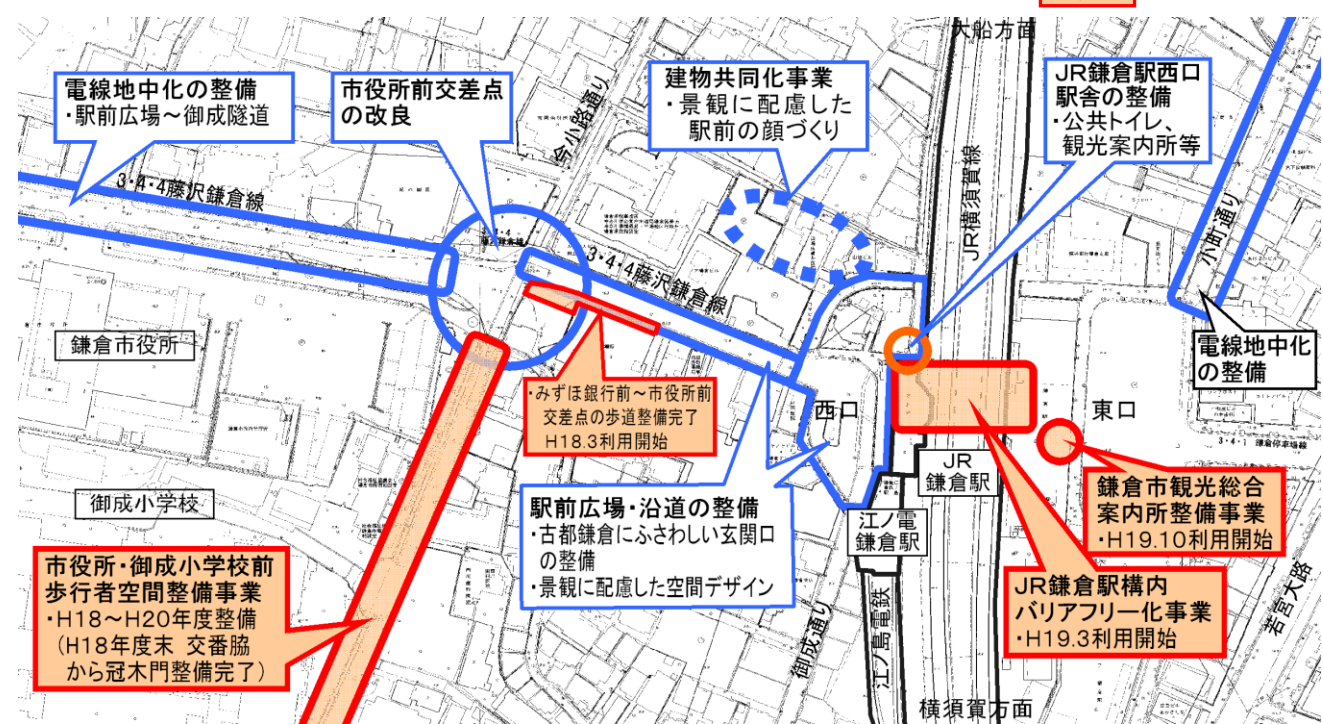 大船方面
電線地中化の整備
・駅前広場～御成隧道
市役所前交差点
の改良
今小路通り
建物共同化事業
・景観に配慮した
駅前の顔づくり
JR鎌倉駅西口
駅舎の整備
・公共トイレ、
観光案内所等
3・4・4藤沢鎌倉線
3・4・4藤沢鎌倉線
JR横須賀線
小町通り
電線地中化
の整備
鎌倉市役所
・みずほ銀行前～市役所前
交差点の歩道整備完了
H18.3利用開始
西口
東口
3・4・1 鎌倉停車場線
JR
鎌倉駅
御成小学校
駅前広場・沿道の整備
・古都鎌倉にふさわしい玄関口
の整備
・景観に配慮した空間デザイン
江ノ電
鎌倉駅
鎌倉市観光総合
案内所整備事業
・H19.10利用開始
市役所・御成小学校前
歩行者空間整備事業
・H18～H20年度整備
（H18年度末 交番脇
から冠木門整備完了）
JR鎌倉駅構内
バリアフリー化事業
・H19.3利用開始
御成通り
江ノ島電鉄
若宮大路
横須賀方面